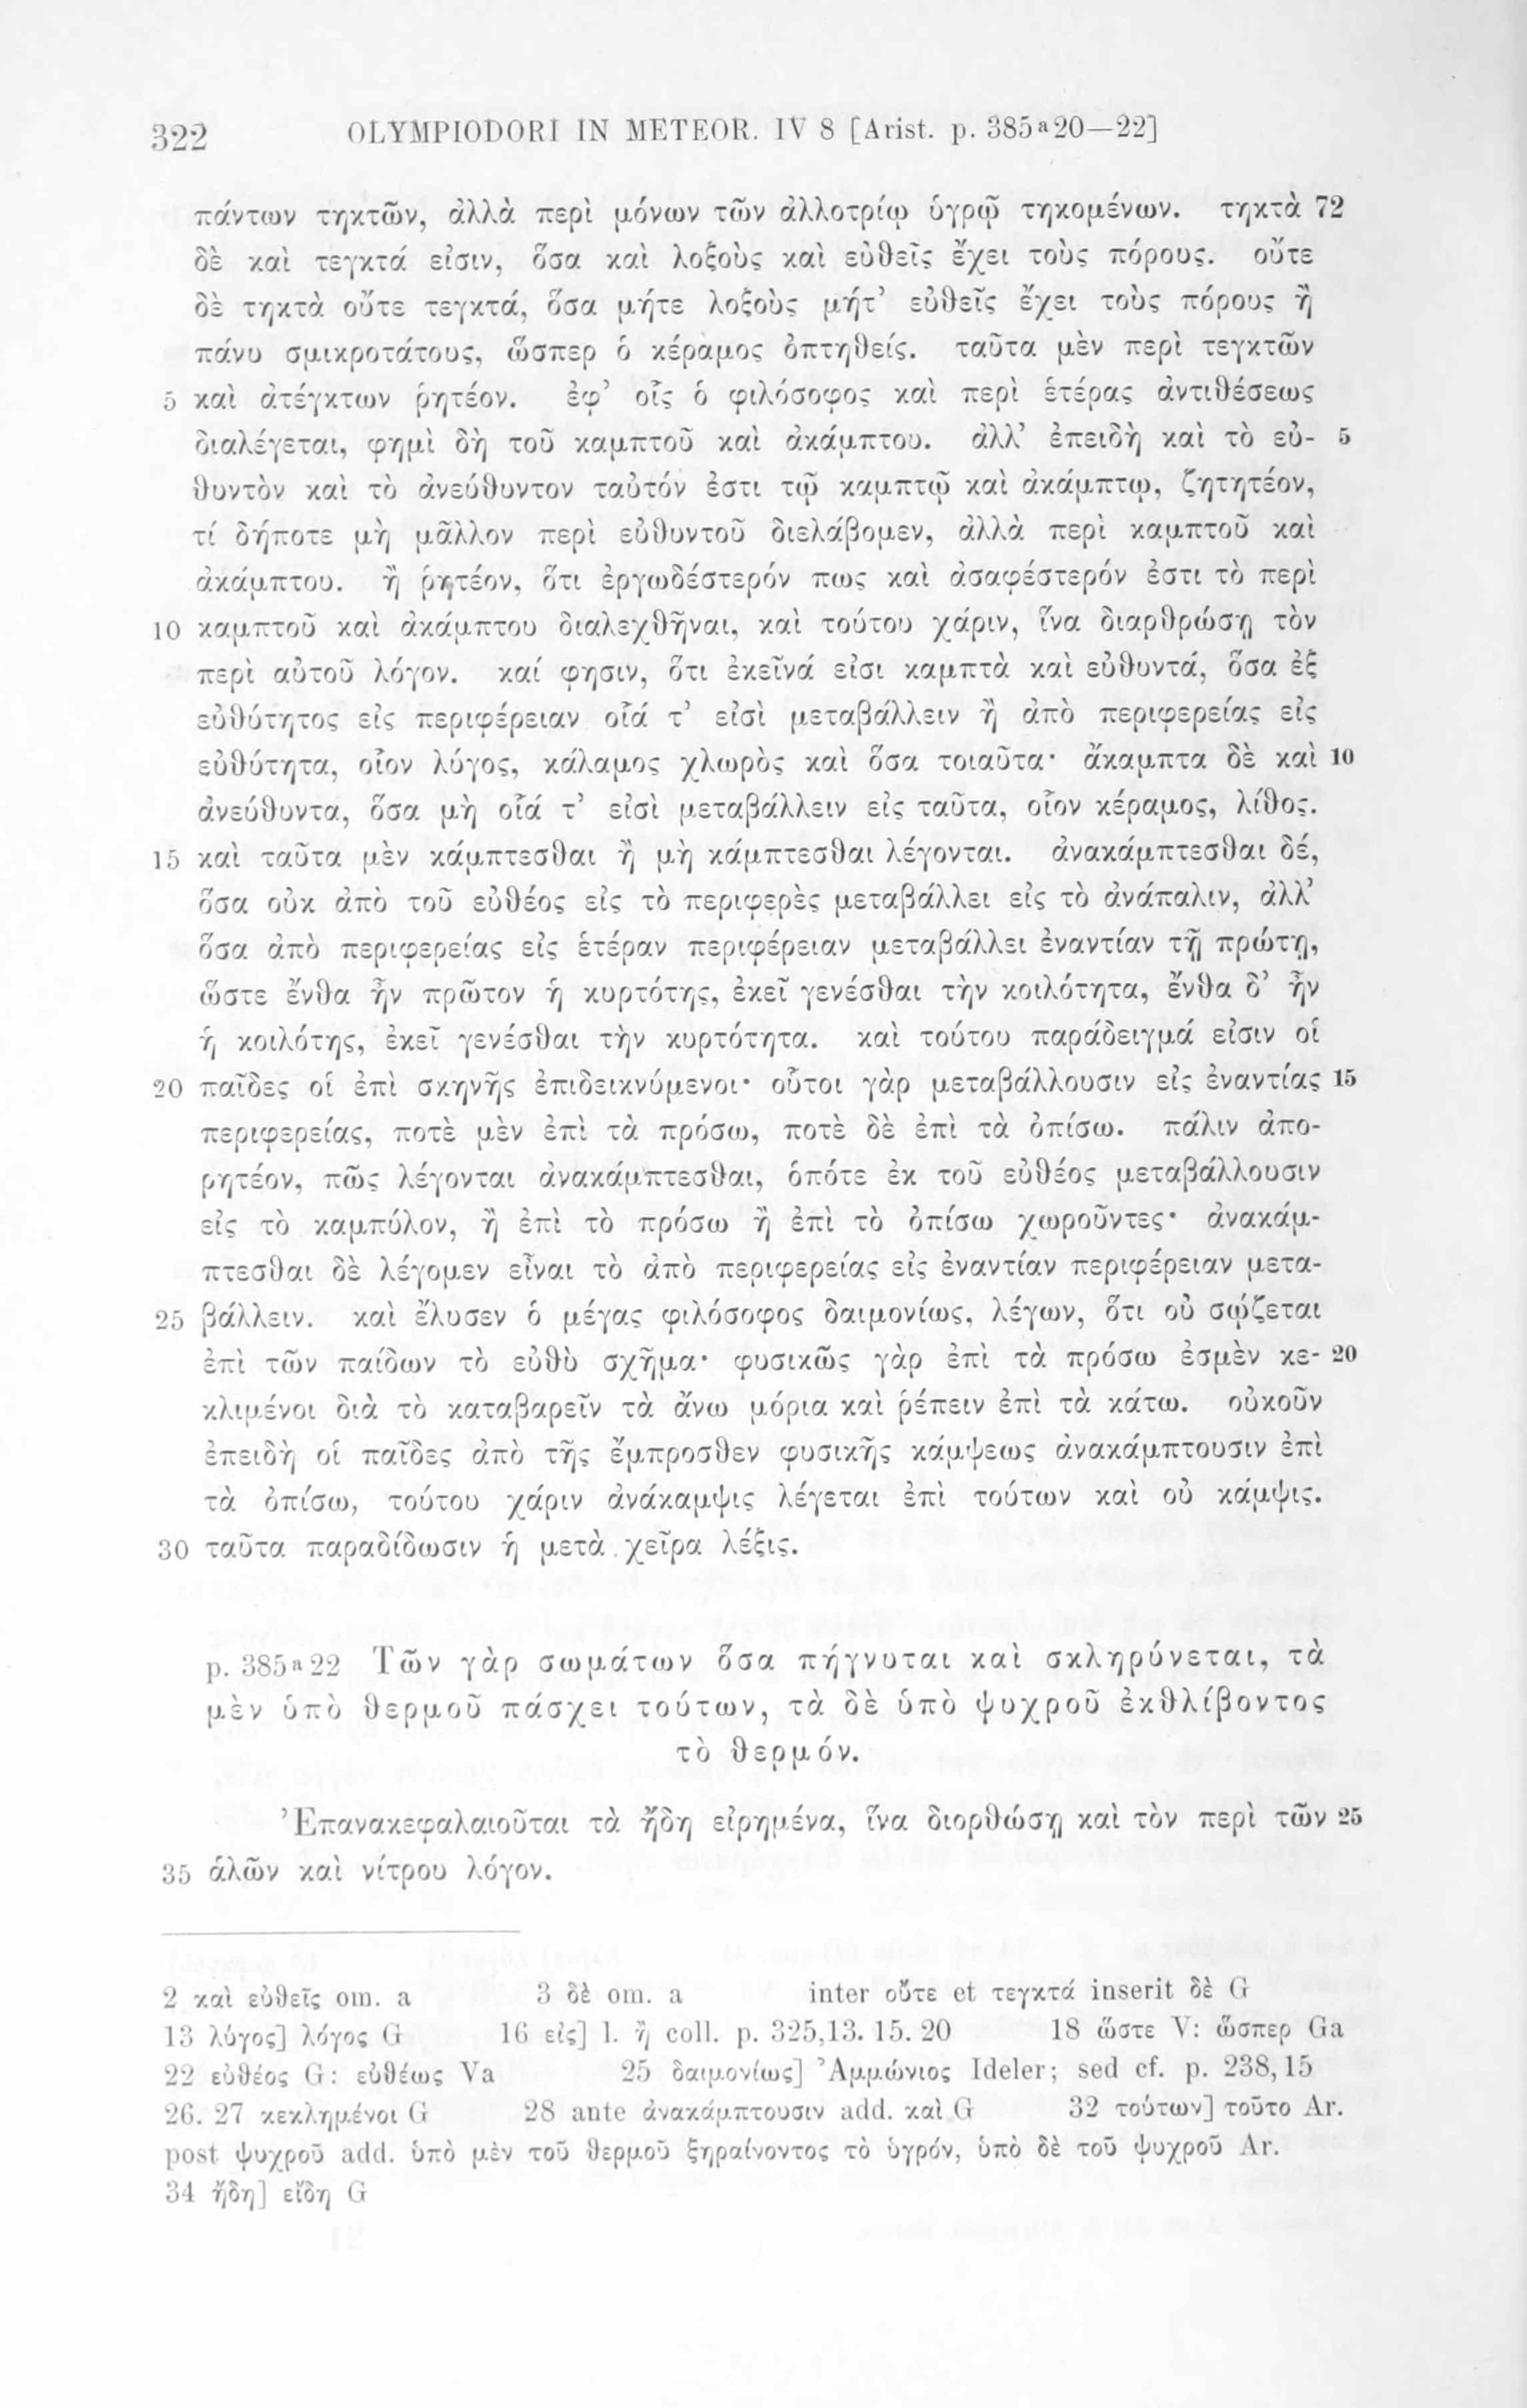 322 OLYMPIODORI IN METEOR. IV 8 [Arist. p. 385ª20—22]
πάντων τηκτῶν, ἀλλὰ περὶ μόνων τῶν ἀλλοτρίῳ ὑγρῷ τηκομένων. τηκτὰ 72
δὲ καὶ τεγκτά εἰσιν, ὅσα καὶ λοξοὺς καὶ εὐθεῖς ἔχει τοὺς πόρους. οὔτε
δὲ τηκτὰ οὔτε τεγκτά, ὅσα μήτε λοξοὺς μήτ᾽ εὐθεῖς ἔχει τοὺς πόρους ἢ
πάνυ σμικροτάτους, ὥσπερ ὁ κέραμος ὀπτηθείς. ταῦτα μὲν περὶ τεγκτῶν
5 καὶ ἀτέγκτων ῥητέον. ἐφ᾽ οἷς ὁ φιλόσοφος καὶ περὶ ἑτέρας ἀντιθέσεως
διαλέγεται, φημὶ δὴ τοῦ καμπτοῦ καὶ ἀκάμπτου. ἀλλ᾽ ἐπειδὴ καὶ τὸ εὐ- 5
θυντὸν καὶ τὸ ἀνεύθυντον ταὐτόν ἐστι τῷ καμπτῷ καὶ ἀκάμπτῳ, ζητητέον,
τί δήποτε μὴ μᾶλλον περὶ εὐθυντοῦ διελάβομεν, ἀλλὰ περὶ καμπτοῦ καὶ
ἀκάμπτου. ἢ ῥητέον, ὅτι ἐργωδέστερόν πως καὶ ἀσαφέστερόν ἐστι τὸ περὶ
10 καμπτοῦ καὶ ἀκάμπτου διαλεχθῆναι, καὶ τούτου χάριν, ἵνα διαρθρώσῃ τὸν
περὶ αὐτοῦ λόγον. καί φησιν, ὅτι ἐκεῖνά εἰσι καμπτὰ καὶ εὐθυντά, ὅσα ἐξ
εὐθύτητος εἰς περιφέρειαν οἷά τ᾽ εἰσὶ μεταβάλλειν ἢ ἀπὸ περιφερείας εἰς
εὐθύτητα, οἷον λύγος, κάλαμος χλωρὸς καὶ ὅσα τοιαῦτα· ἄκαμπτα δὲ καὶ 10
ἀνεύθυντα, ὅσα μὴ οἷά τ᾽ εἰσὶ μεταβάλλειν εἰς ταῦτα, οἷον κέραμος, λίθος.
15 καὶ ταῦτα μὲν κάμπτεσθαι ἢ μὴ κάμπτεσθαι λέγονται. ἀνακάμπτεσθαι δέ,
ὅσα οὐκ ἀπὸ τοῦ εὐθέος εἰς τὸ περιφερὲς μεταβάλλει εἰς τὸ ἀνάπαλιν, ἀλλ᾽
ὅσα ἀπὸ περιφερείας εἰς ἑτέραν περιφέρειαν μεταβάλλει ἐναντίαν τῇ πρώτῃ,
ὥστε ἔνθα ἦν πρῶτον ἡ κυρτότης, ἐκεῖ γενέσθαι τὴν κοιλότητα, ἔνθα δ᾽ ἦν
ἡ κοιλότης, ἐκεῖ γενέσθαι τὴν κυρτότητα. καὶ τούτου παράδειγμά εἰσιν οἱ
20 παῖδες οἱ ἐπὶ σκηνῆς ἐπιδεικνύμενοι· οὗτοι γὰρ μεταβάλλουσιν εἰς ἐναντίας 15
περιφερείας, ποτὲ μὲν ἐπὶ τὰ πρόσω, ποτὲ δὲ ἐπὶ τὰ ὀπίσω. πάλιν ἀπο-
ρητέον, πῶς λέγονται ἀνακάμπτεσθαι, ὁπότε ἐκ τοῦ εὐθέος μεταβάλλουσιν
εἰς τὸ καμπύλον, ἢ ἐπὶ τὸ πρόσω ἢ ἐπὶ τὸ ὀπίσω χωροῦντες· ἀνακάμ-
πτεσθαι δὲ λέγομεν εἶναι τὸ ἀπὸ περιφερείας εἰς ἐναντίαν περιφέρειαν μετα-
25 βάλλειν. καὶ ἔλυσεν ὁ μέγας φιλόσοφος δαιμονίως, λέγων, ὅτι οὐ σῴζεται
ἐπὶ τῶν παίδων τὸ εὐθὺ σχῆμα· φυσικῶς γὰρ ἐπὶ τὰ πρόσω ἐσμὲν κε- 20
κλιμένοι διὰ τὸ καταβαρεῖν τὰ ἄνω μόρια καὶ ῥέπειν ἐπὶ τὰ κάτω. οὐκοῦν
ἐπειδὴ οἱ παῖδες ἀπὸ τῆς ἔμπροσθεν φυσικῆς κάμψεως ἀνακάμπτουσιν ἐπὶ
τὰ ὀπίσω, τούτου χάριν ἀνάκαμψις λέγεται ἐπὶ τούτων καὶ οὐ κάμψις.
30 ταῦτα παραδίδωσιν ἡ μετὰ χεῖρα λέξις.
p. 385ª22 Τῶν γὰρ σωμάτων ὅσα πήγνυται καὶ σκληρύνεται, τὰ
μὲν ὑπὸ θερμοῦ πάσχει τούτων, τὰ δὲ ὑπὸ ψυχροῦ ἐκθλίβοντος
τὸ θερμόν.
Ἐπανακεφαλαιοῦται τὰ ἤδη εἰρημένα, ἵνα διορθώσῃ καὶ τὸν περὶ τῶν 25
35 ἁλῶν καὶ νίτρου λόγον.
2 καὶ εὐθεῖς om. a 3 δὲ om. a inter οὔτε et τεγκτά inserit δὲ G
13 λύγος] λόγος G 16 εἰς] l. ἢ coll. p. 325,13. 15. 20 18 ὥστε V: ὥσπερ Ga
22 εὐθέος G: εὐθέως Va 25 δαιμονίως] Ἀμμώνιος Ideler; sed cf. p. 238,15
26. 27 κεκλημένοι G 28 ante ἀνακάμπτουσιν add. καὶ G 32 τούτων] τοῦτο Ar.
post ψυχροῦ add. ὑπὸ μὲν τοῦ θερμοῦ ξηραίνοντος τὸ ὑγρόν, ὑπὸ δὲ τοῦ ψυχροῦ Ar.
34 ἤδη] εἴδη G